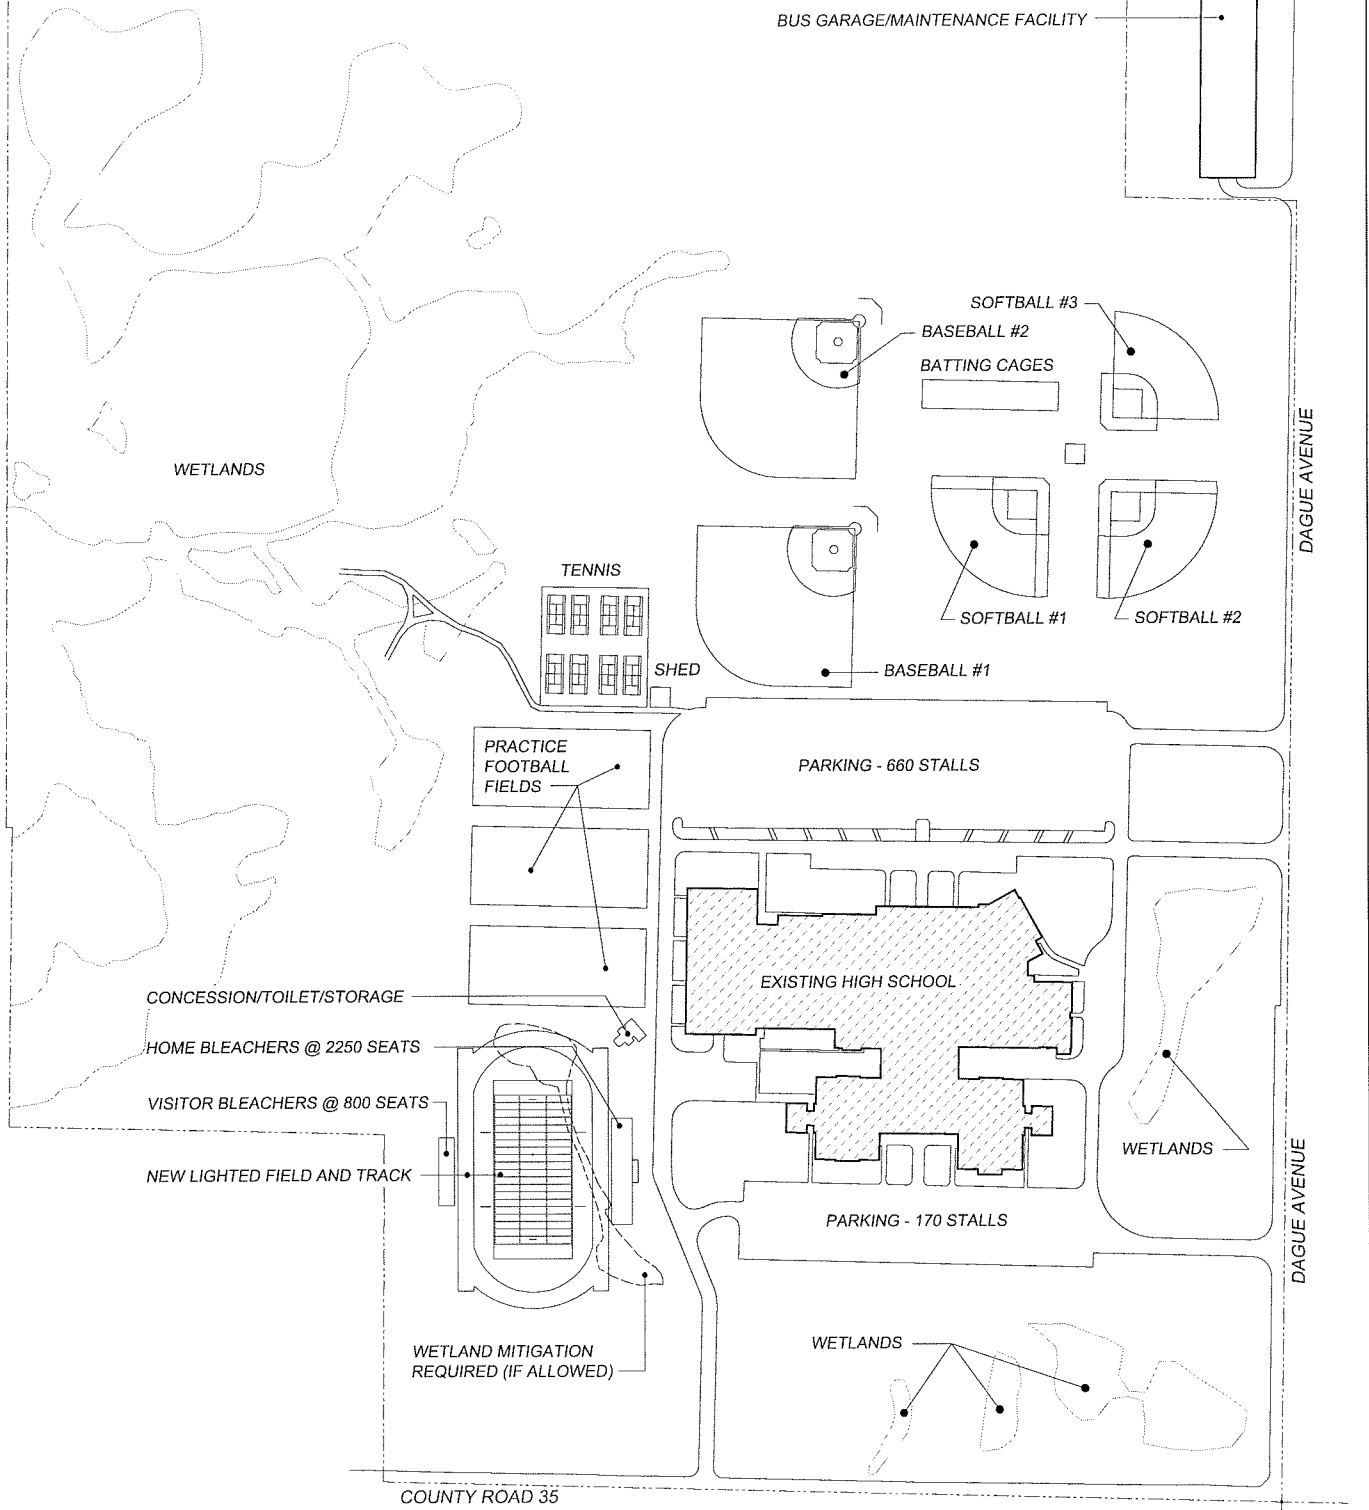 BUS GARAGE/MAINTENANCE FACILITY
SOFTBALL #3
BASEBALL #2
BATTING CAGES
DAGUE AVENUE
WETLANDS
TENNIS
SOFTBALL #1
SOFTBALL #2
SHED
BASEBALL #1
PRACTICE
FOOTBALL
FIELDS
PARKING - 660 STALLS
EXISTING HIGH SCHOOL
CONCESSION/TOILET/STORAGE
HOME BLEACHERS @ 2250 SEATS
VISITOR BLEACHERS @ 800 SEATS
WETLANDS
NEW LIGHTED FIELD AND TRACK
DAGUE AVENUE
PARKING - 170 STALLS
WETLANDS
WETLAND MITIGATION
REQUIRED (IF ALLOWED)
COUNTY ROAD 35